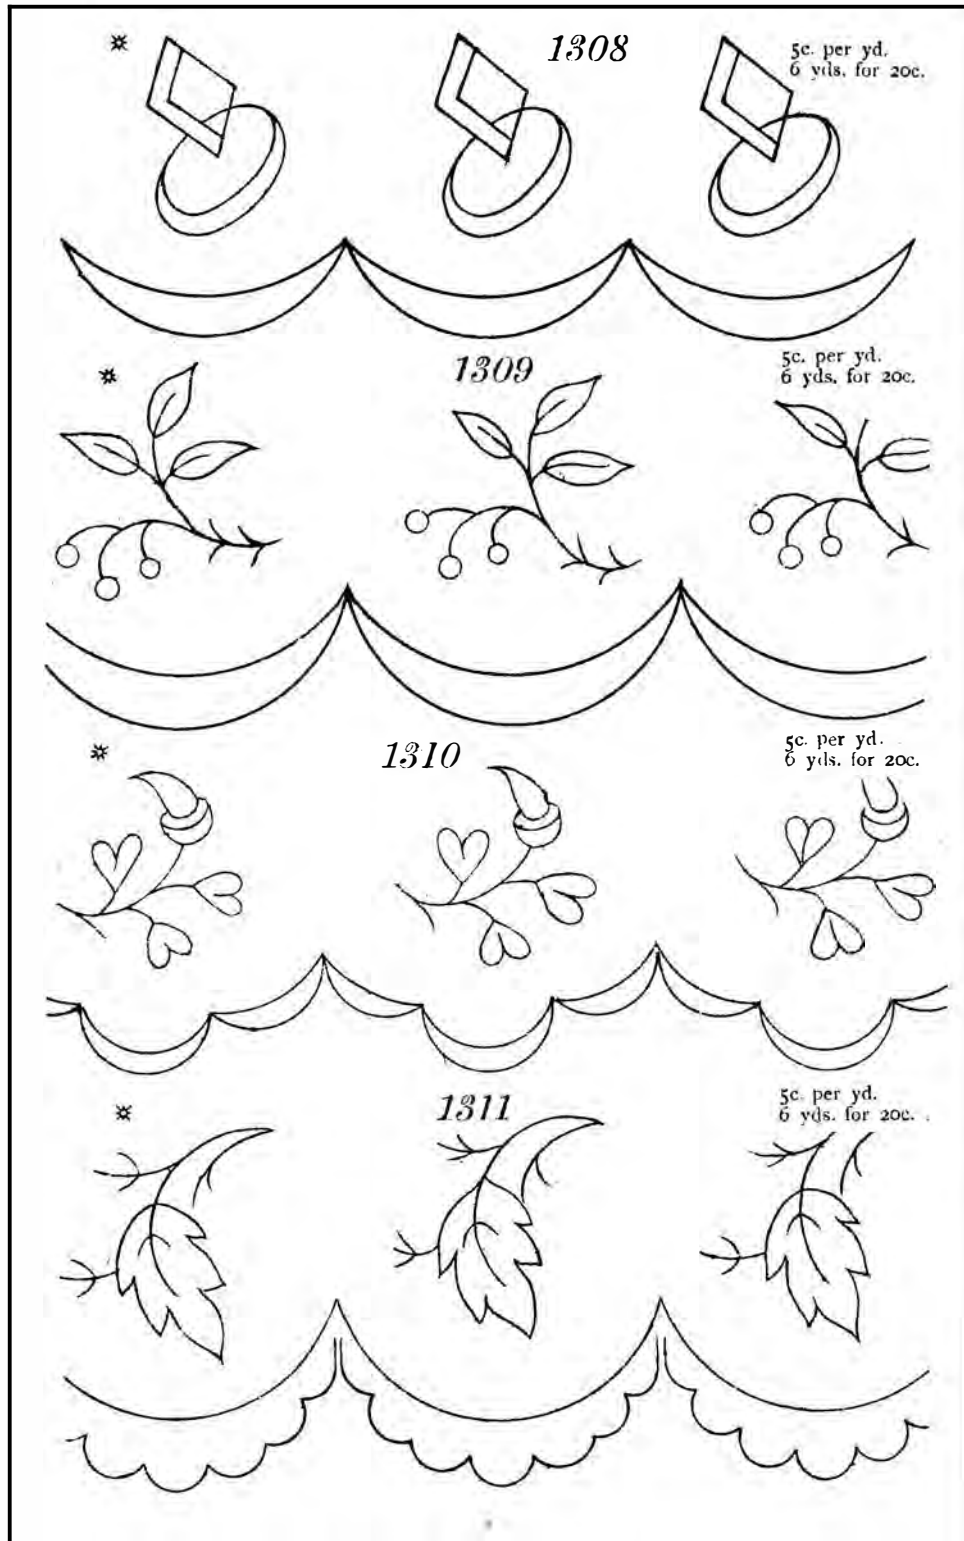 1308
5c. per yd.
6 yds. for 20c.
1309
5c. per yd.
6 yds. for 20c.
1310
5c. per yd.
6 yds. for 20c.
1311
5c. per yd.
6 yds. for 20c.